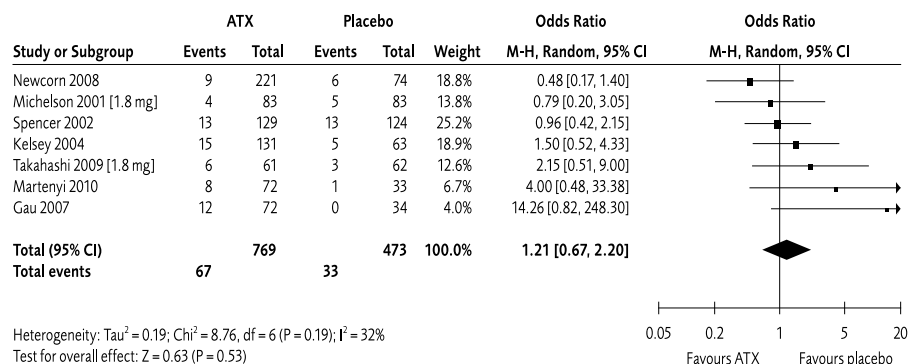 ATX Placebo Odds Ratio Odds Ratio
Study or Subgroup Events Total Events Total Weight M-H, Random, 95% CI M-H, Random, 95% CI
Newcorn 2008 9 221 6 74 18.8% 0.48 [0.17, 1.40]
Michelson 2001 [1.8 mg] 4 83 5 83 13.8% 0.79 [0.20, 3.05]
Spencer 2002 13 129 13 124 25.2% 0.96 [0.42, 2.15]
Kelsey 2004 15 131 5 63 18.9% 1.50 [0.52, 4.33]
Takahashi 2009 [1.8 mg] 6 61 3 62 12.6% 2.15 [0.51, 9.00]
Martenyi 2010 8 72 1 33 6.7% 4.00 [0.48, 33.38]
Gau 2007 12 72 0 34 4.0% 14.26 [0.82, 248.30]
Total (95% CI) 769 473 100.0% 1.21 [0.67, 2.20]
Total events 67 33
0.05 0.2 1 5 20
Heterogeneity: Tau² = 0.19; Chi² = 8.76, df = 6 (P = 0.19); I² = 32%
Test for overall effect: Z = 0.63 (P = 0.53)
Favours ATX Favours placebo